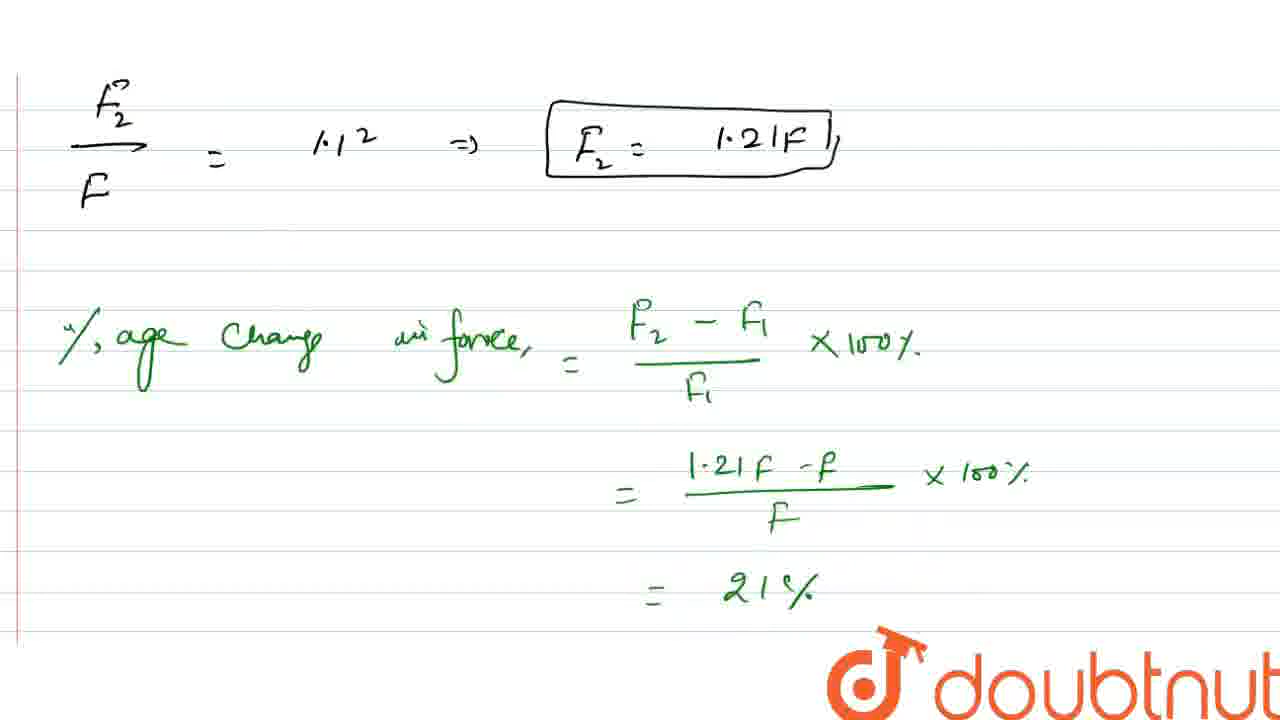 F₂/F = 1.1² ⇒ F₂ = 1.21F,
%age change in force, = (F₂ - F₁)/F₁ × 100%
= (1.21F - F)/F × 100%
= 21%
doubtnut